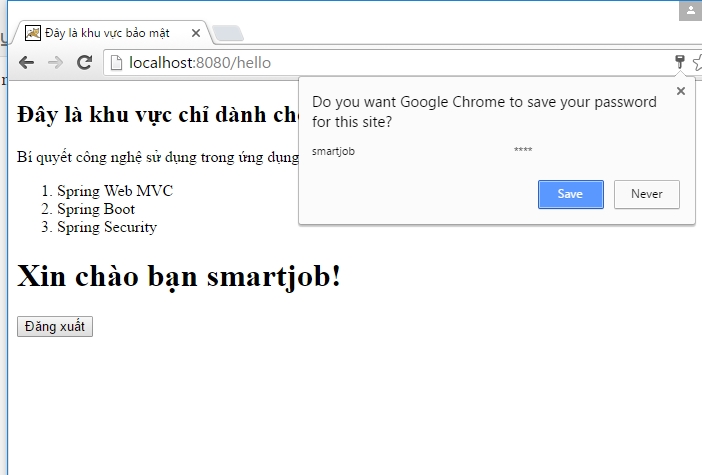 Đây là khu vực bảo mật
localhost:8080/hello
Do you want Google Chrome to save your password
for this site?
smartjob ****
Save Never
Đây là khu vực chỉ dành ch
Bí quyết công nghệ sử dụng trong ứng dụng
1. Spring Web MVC
2. Spring Boot
3. Spring Security
Xin chào bạn smartjob!
Đăng xuất